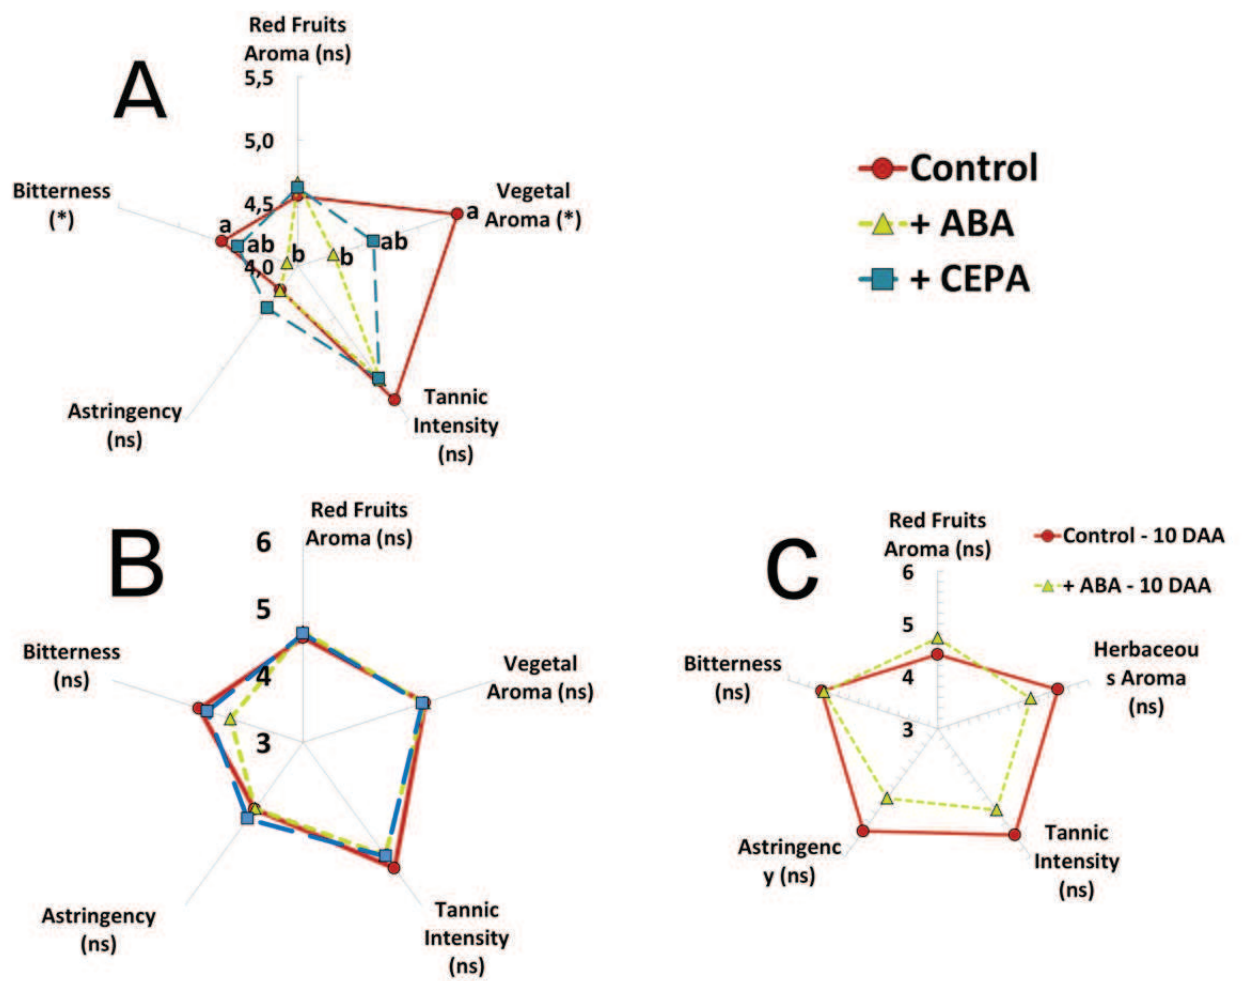 A
Red Fruits
Aroma (ns)
5,5
5,0
4,5
4,0
Bitterness
(*)
Vegetal
Aroma (*)
a
a
ab
b
b
ab
Astringency
(ns)
Tannic
Intensity
(ns)
Control
+ ABA
+ CEPA
B
Red Fruits
Aroma (ns)
6
5
4
3
Bitterness
(ns)
Vegetal
Aroma (ns)
Astringency
(ns)
Tannic
Intensity
(ns)
C
Red Fruits
Aroma (ns)
6
5
4
3
Control - 10 DAA
+ ABA - 10 DAA
Bitterness
(ns)
Herbaceou
s Aroma
(ns)
Astringenc
y (ns)
Tannic
Intensity
(ns)